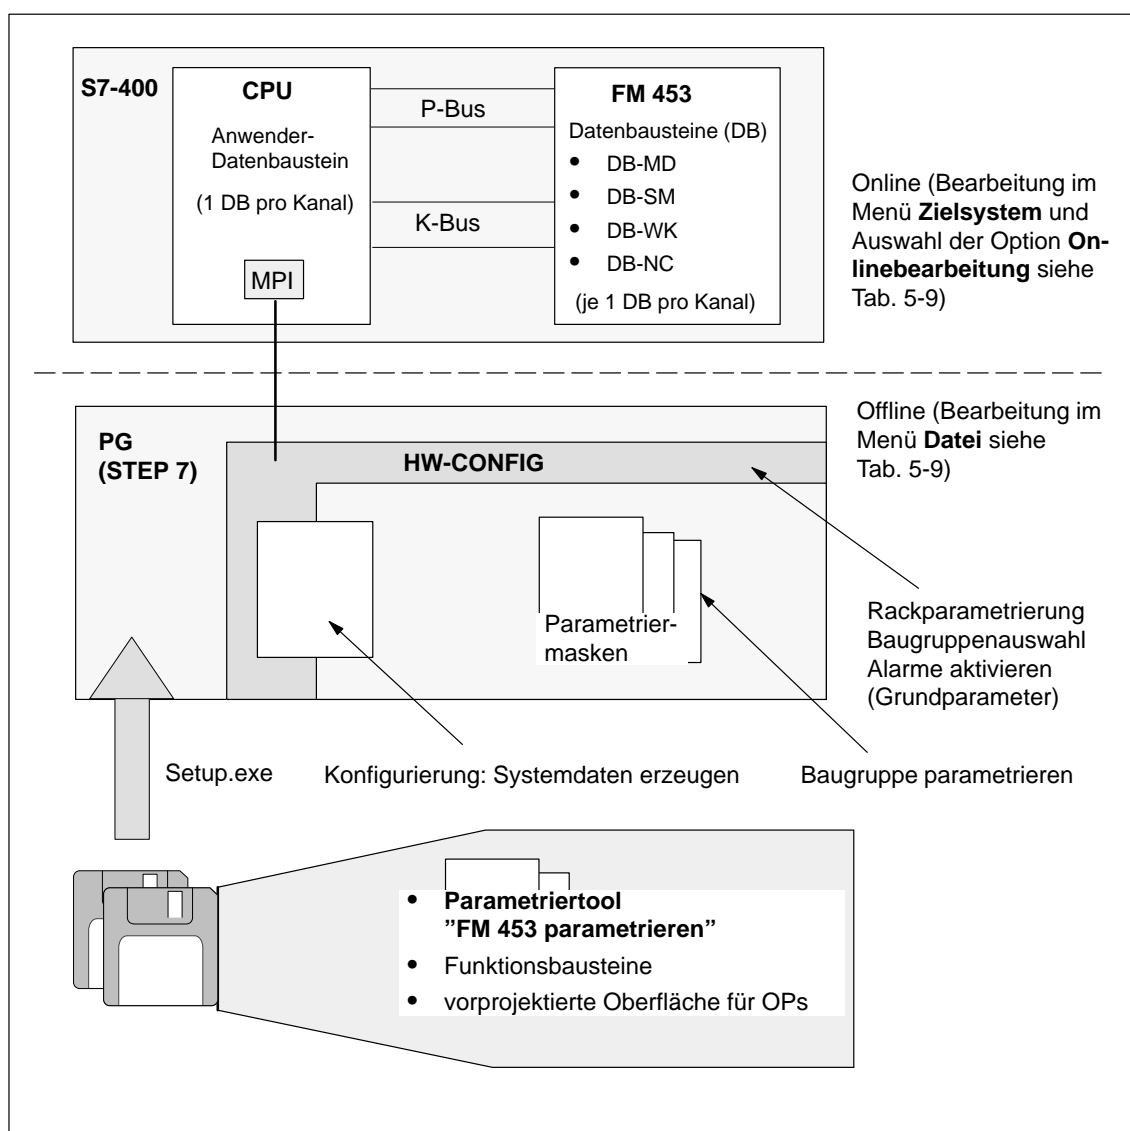 S7-400
CPU
Anwender-
Datenbaustein
(1 DB pro Kanal)
MPI
P-Bus
K-Bus
FM 453
Datenbausteine (DB)
• DB-MD
• DB-SM
• DB-WK
• DB-NC
(je 1 DB pro Kanal)
Online (Bearbeitung im
Menü Zielsystem und
Auswahl der Option On-
linebearbeitung siehe
Tab. 5-9)
Offline (Bearbeitung im
Menü Datei siehe
Tab. 5-9)
PG
(STEP 7)
HW-CONFIG
Parametrier-
masken
Rackparametrierung
Baugruppenauswahl
Alarme aktivieren
(Grundparameter)
Setup.exe
Konfigurierung: Systemdaten erzeugen
Baugruppe parametrieren
• Parametriertool
”FM 453 parametrieren”
• Funktionsbausteine
• vorprojektierte Oberfläche für OPs